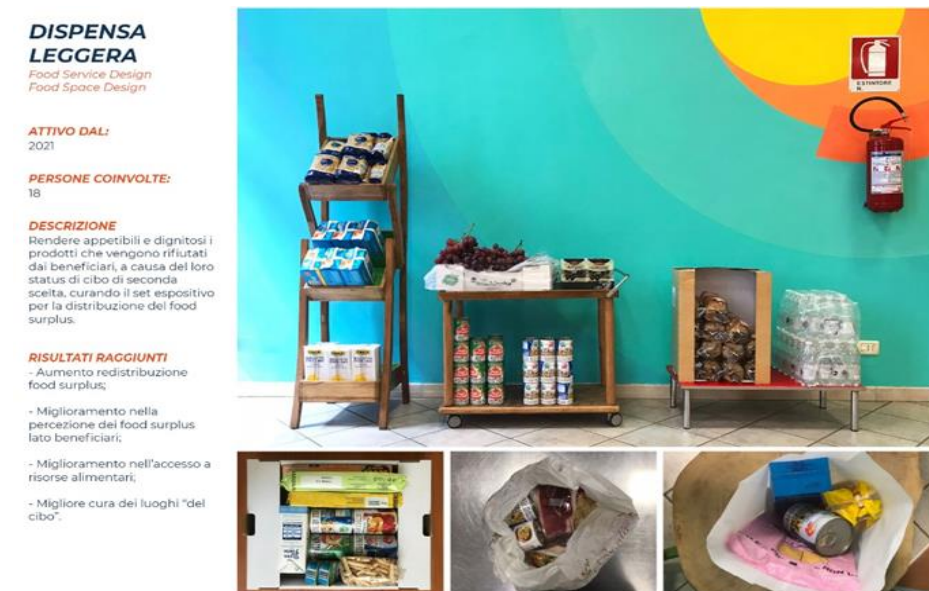 DISPENSA
LEGGERA
Food Service Design
Food Space Design
ATTIVO DAL:
2021
PERSONE COINVOLTE:
18
DESCRIZIONE
Rendere appetibili e dignitosi i
prodotti che vengono rifiutati
dai beneficiari, a causa del loro
status di cibo di seconda
scelta, curando il set espositivo
per la distribuzione del food
surplus.
RISULTATI RAGGIUNTI
- Aumento redistribuzione
food surplus;
- Miglioramento nella
percezione dei food surplus
lato beneficiari;
- Miglioramento nell'accesso a
risorse alimentari;
- Migliore cura dei luoghi "del
cibo".
ESTINTORE
N.